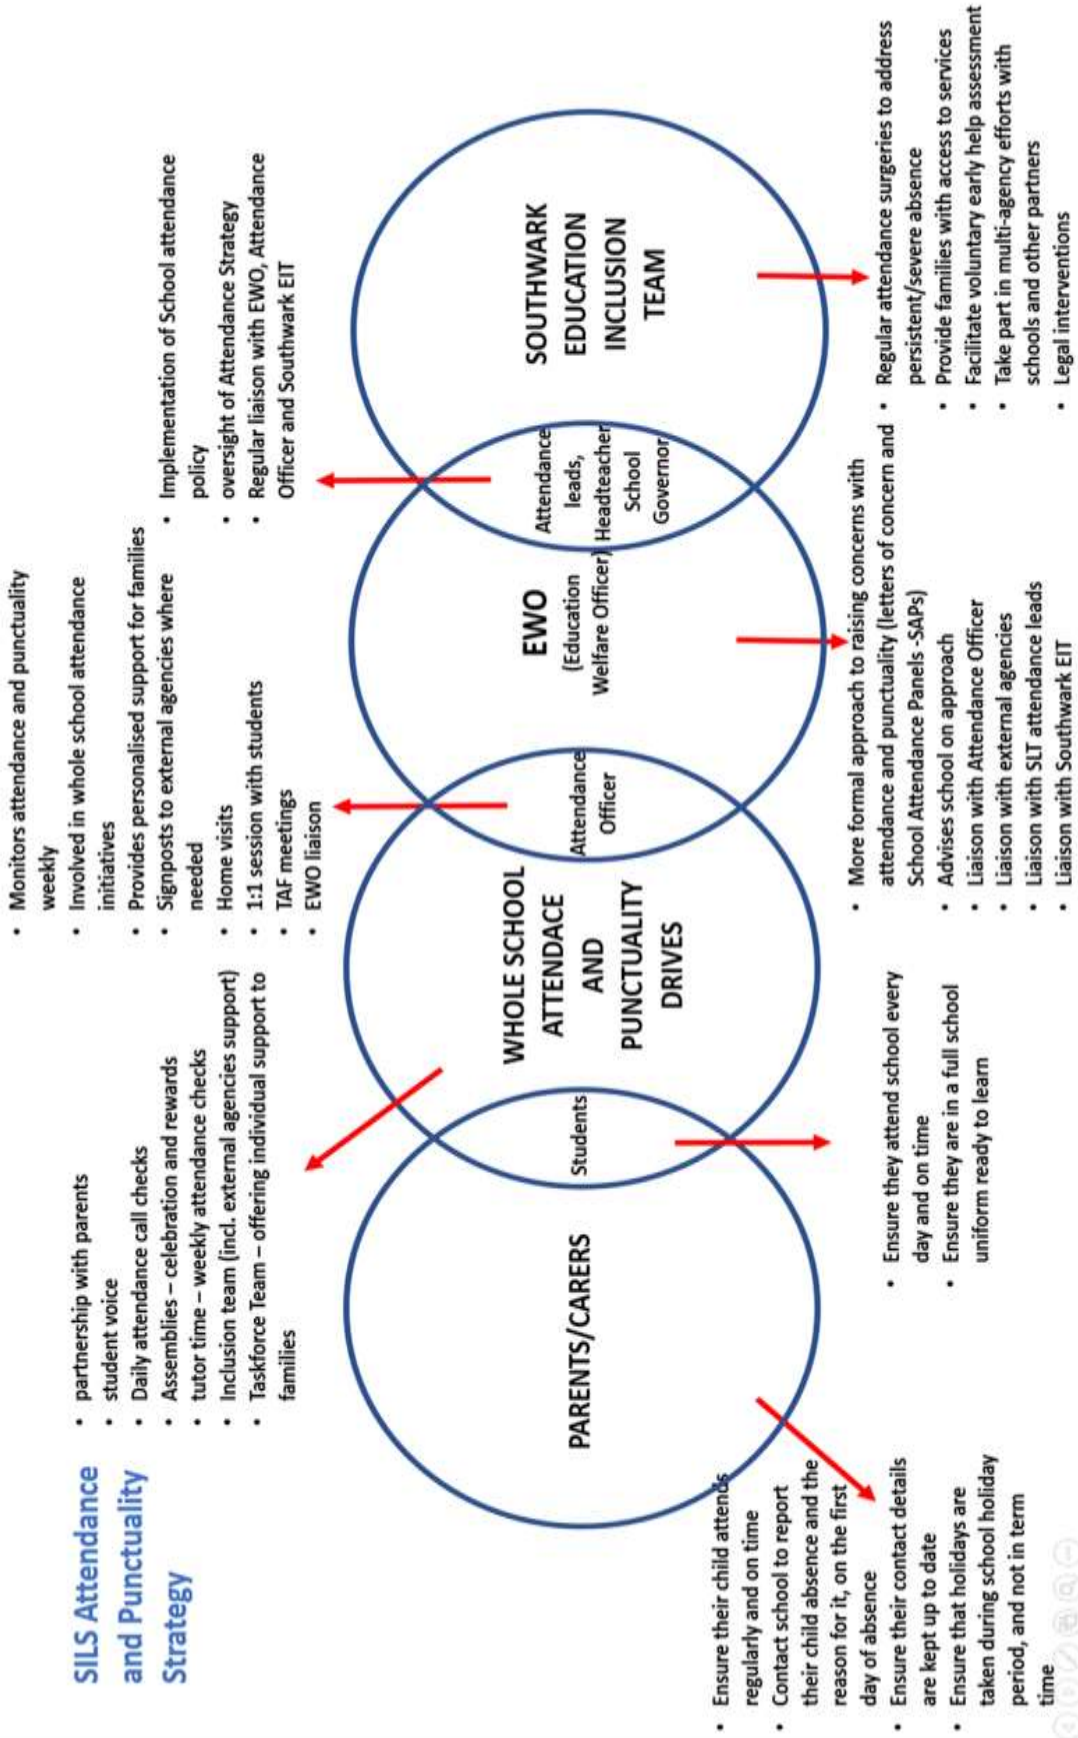 SILS Attendance
and Punctuality
Strategy
• partnership with parents
• student voice
• Daily attendance call checks
• Assemblies – celebration and rewards
• tutor time – weekly attendance checks
• Inclusion team (incl. external agencies support)
• Taskforce Team – offering individual support to
families
• Monitors attendance and punctuality
weekly
• Involved in whole school attendance
initiatives
• Provides personalised support for families
• Signposts to external agencies where
needed
• Home visits
• 1:1 session with students
• TAF meetings
• EWO liaison
• Implementation of School attendance
policy
• oversight of Attendance Strategy
• Regular liaison with EWO, Attendance
Officer and Southwark EIT
PARENTS/CARERS
Students
WHOLE SCHOOL
ATTENDACE
AND
PUNCTUALITY
DRIVES
Attendance
Officer
EWO
(Education
Welfare Officer)
Attendance
leads,
Headteacher
School
Governor
SOUTHWARK
EDUCATION
INCLUSION
TEAM
• Ensure their child attends
regularly and on time
• Contact school to report
their child absence and the
reason for it, on the first
day of absence
• Ensure their contact details
are kept up to date
• Ensure that holidays are
taken during school holiday
period, and not in term
time
• Ensure they attend school every
day and on time
• Ensure they are in a full school
uniform ready to learn
• More formal approach to raising concerns with
attendance and punctuality (letters of concern and
School Attendance Panels -SAPs)
• Advises school on approach
• Liaison with Attendance Officer
• Liaison with external agencies
• Liaison with SLT attendance leads
• Liaison with Southwark EIT
• Regular attendance surgeries to address
persistent/severe absence
• Provide families with access to services
• Facilitate voluntary early help assessment
• Take part in multi-agency efforts with
schools and other partners
• Legal interventions